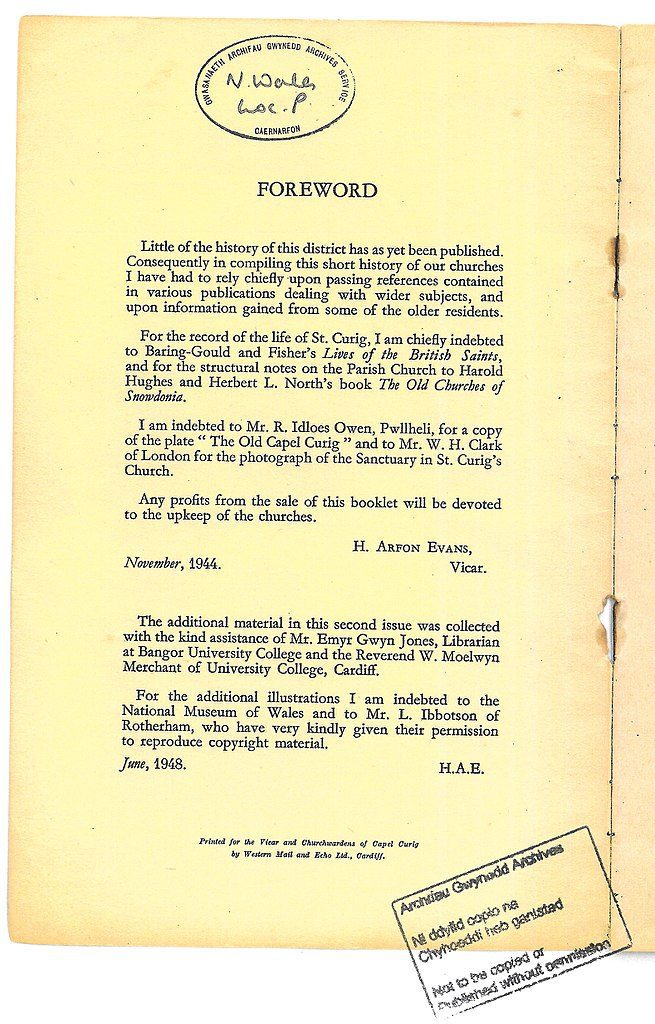 GWASANAETH ARCHIFAU GWYNEDD ARCHIVES SERVICE
N. Wales
Loc. P.
CAERNARFON
FOREWORD
Little of the history of this district has as yet been published.
Consequently in compiling this short history of our churches
I have had to rely chiefly upon passing references contained
in various publications dealing with wider subjects, and
upon information gained from some of the older residents.
For the record of the life of St. Curig, I am chiefly indebted
to Baring-Gould and Fisher's Lives of the British Saints,
and for the structural notes on the Parish Church to Harold
Hughes and Herbert L. North's book The Old Churches of
Snowdonia.
I am indebted to Mr. R. Idloes Owen, Pwllheli, for a copy
of the plate “ The Old Capel Curig ” and to Mr. W. H. Clark
of London for the photograph of the Sanctuary in St. Curig's
Church.
Any profits from the sale of this booklet will be devoted
to the upkeep of the churches.
H. ARFON EVANS,
November, 1944. Vicar.
The additional material in this second issue was collected
with the kind assistance of Mr. Emyr Gwyn Jones, Librarian
at Bangor University College and the Reverend W. Moelwyn
Merchant of University College, Cardiff.
For the additional illustrations I am indebted to the
National Museum of Wales and to Mr. L. Ibbotson of
Rotherham, who have very kindly given their permission
to reproduce copyright material.
June, 1948. H.A.E.
Printed for the Vicar and Churchwardens of Capel Curig
by Western Mail and Echo Ltd., Cardiff.
Archifau Gwynedd Archives
Ni ddylid copïo na
Chyhoeddi heb ganiatad
Not to be copied or
published without permission